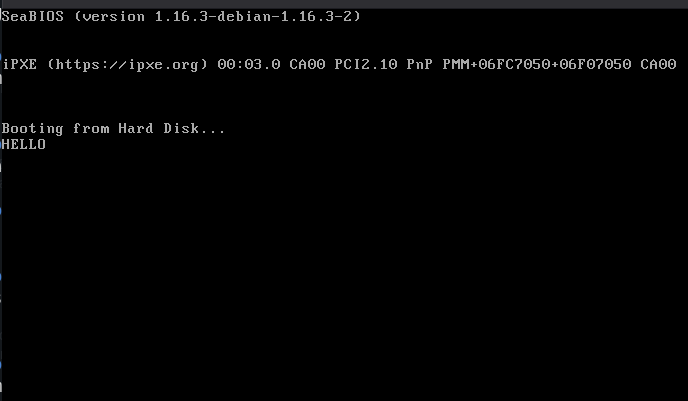 SeaBIOS (version 1.16.3-debian-1.16.3-2)
iPXE (https://ipxe.org) 00:03.0 CA00 PCI2.10 PnP PMM+06FC7050+06F07050 CA00
Booting from Hard Disk...
HELLO